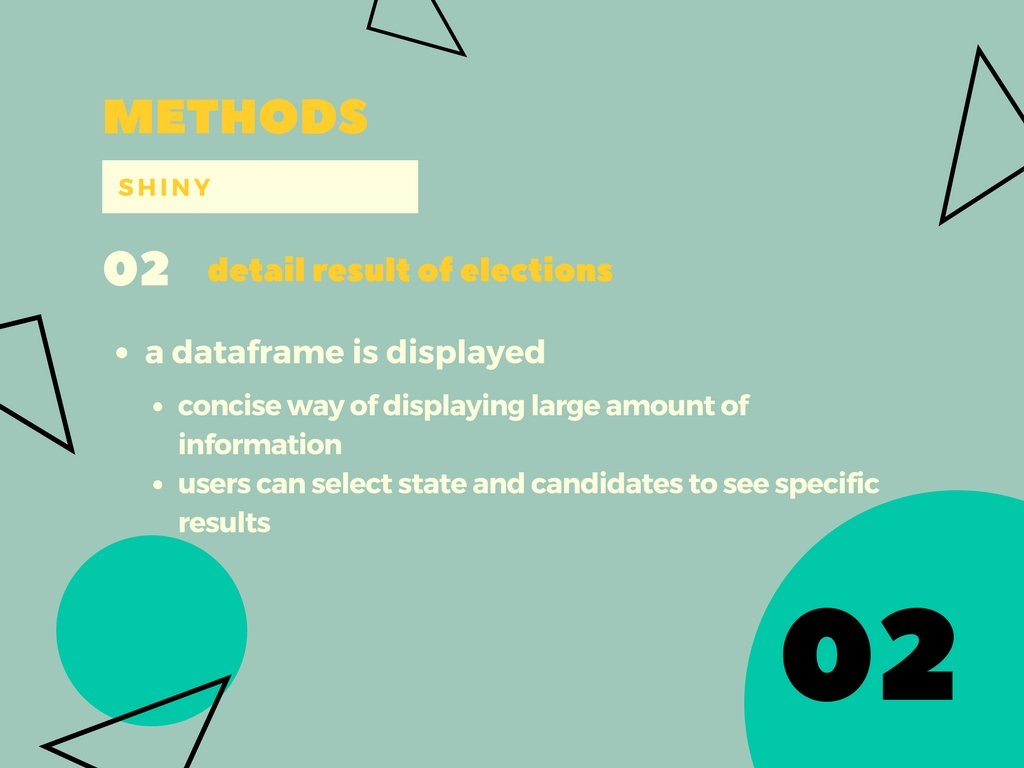 METHODS
SHINY
02 detail result of elections
• a dataframe is displayed
• concise way of displaying large amount of
information
• users can select state and candidates to see specific
results
02